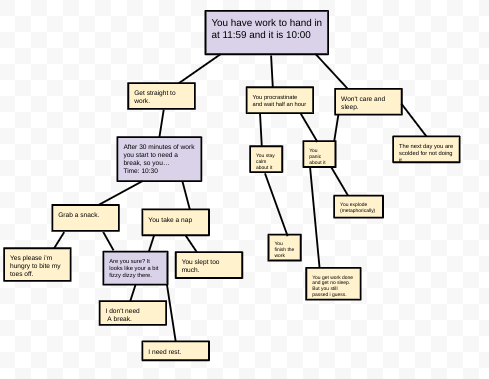 You have work to hand in
at 11:59 and it is 10:00
Get straight to
work.
You procrastinate
and wait half an hour
Won't care and
sleep.
After 30 minutes of work
you start to need a
break, so you...
Time: 10:30
You stay
calm
about it
You
panic
about it
The next day you are
scolded for not doing
it
Grab a snack.
You take a nap
You explode
(metaphorically)
Yes please i'm
hungry to bite my
toes off.
Are you sure? It
looks like your a bit
fizzy dizzy there.
You slept too
much.
You
finish the
work
You get work done
and get no sleep.
But you still
passed i guess.
I don't need
A break.
I need rest.